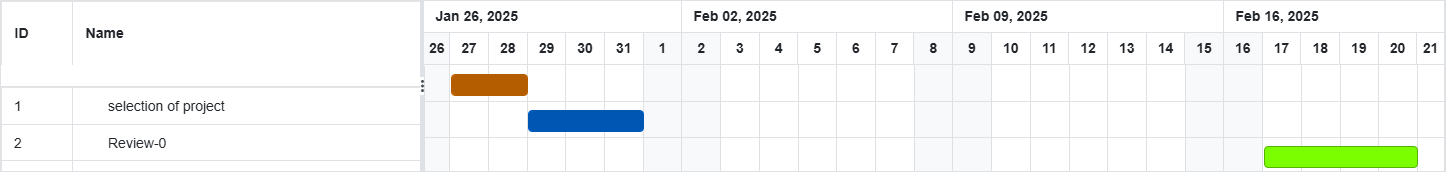 ID Name Jan 26, 2025 Feb 02, 2025 Feb 09, 2025 Feb 16, 2025
26 27 28 29 30 31 1 2 3 4 5 6 7 8 9 10 11 12 13 14 15 16 17 18 19 20 21
1 selection of project
2 Review-0